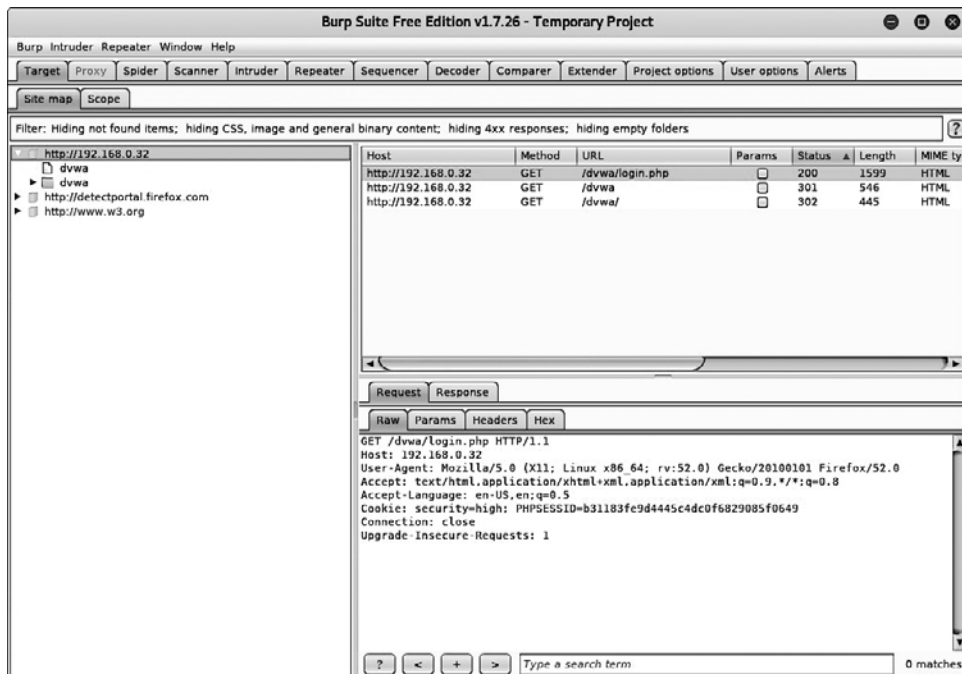 Burp Suite Free Edition v1.7.26 - Temporary Project
Burp Intruder Repeater Window Help
Target Proxy Spider Scanner Intruder Repeater Sequencer Decoder Comparer Extender Project options User options Alerts
Site map Scope
Filter: Hiding not found items; hiding CSS, image and general binary content; hiding 4xx responses; hiding empty folders ?
http://192.168.0.32
dvwa
dvwa
http://detectportal.firefox.com
http://www.w3.org
Host Method URL Params Status Length MIME ty
http://192.168.0.32 GET /dvwa/login.php 200 1599 HTML
http://192.168.0.32 GET /dvwa 301 546 HTML
http://192.168.0.32 GET /dvwa/ 302 445 HTML
Request Response
Raw Params Headers Hex
GET /dvwa/login.php HTTP/1.1
Host: 192.168.0.32
User-Agent: Mozilla/5.0 (X11; Linux x86_64; rv:52.0) Gecko/20100101 Firefox/52.0
Accept: text/html,application/xhtml+xml,application/xml;q=0.9,*/*;q=0.8
Accept-Language: en-US,en;q=0.5
Cookie: security=high; PHPSESSID=b31183fe9d4445c4dc0f6829085f0649
Connection: close
Upgrade-Insecure-Requests: 1
? < + > Type a search term 0 matches